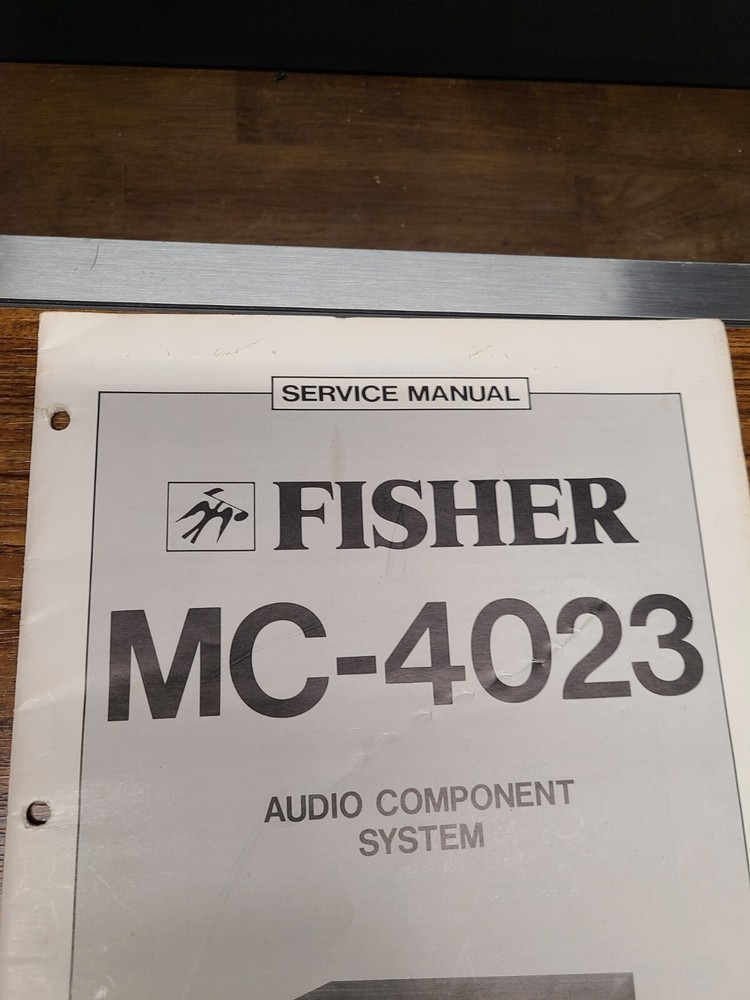 SERVICE MANUAL
FISHER
MC-4023
AUDIO COMPONENT
SYSTEM